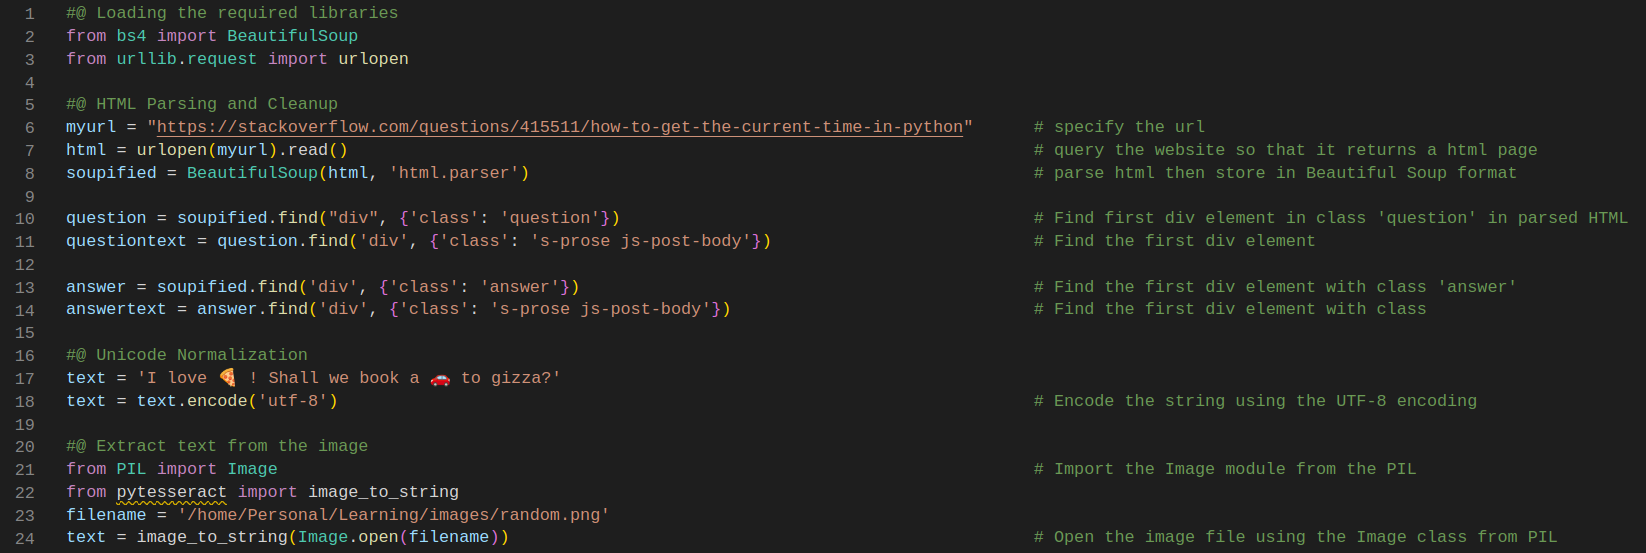 1 #@ Loading the required libraries
2 from bs4 import BeautifulSoup
3 from urllib.request import urlopen
4
5 #@ HTML Parsing and Cleanup
6 myurl = "https://stackoverflow.com/questions/415511/how-to-get-the-current-time-in-python" # specify the url
7 html = urlopen(myurl).read() # query the website so that it returns a html page
8 soupified = BeautifulSoup(html, 'html.parser') # parse html then store in Beautiful Soup format
9
10 question = soupified.find("div", {'class': 'question'}) # Find first div element in class 'question' in parsed HTML
11 questiontext = question.find('div', {'class': 's-prose js-post-body'}) # Find the first div element
12
13 answer = soupified.find('div', {'class': 'answer'}) # Find the first div element with class 'answer'
14 answertext = answer.find('div', {'class': 's-prose js-post-body'}) # Find the first div element with class
15
16 #@ Unicode Normalization
17 text = 'I love 🍕 ! Shall we book a 🚗 to gizza?'
18 text = text.encode('utf-8') # Encode the string using the UTF-8 encoding
19
20 #@ Extract text from the image
21 from PIL import Image # Import the Image module from the PIL
22 from pytesseract import image_to_string
23 filename = '/home/Personal/Learning/images/random.png'
24 text = image_to_string(Image.open(filename)) # Open the image file using the Image class from PIL